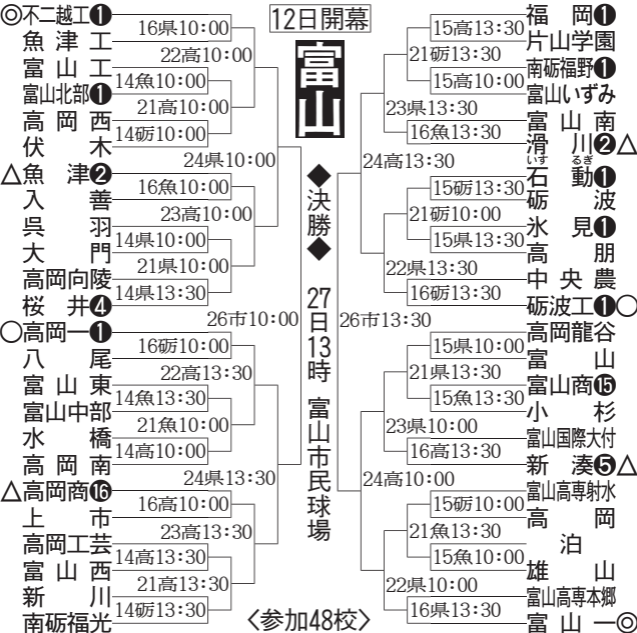 12日開幕
富山
◆決勝◆ 27日13時 富山市民球場
〈参加48校〉
◎不二越工❶
魚津工
富山工
富山北部❶
高岡西
伏木
△魚津❷
入善
呉羽
大門
高岡向陵
桜井❹
○高岡一❶
八尾
富山東
富山中部
水橋
高岡南
△高岡商⓰
上市
高岡工芸
富山西
新川
南砺福光
16県10:00
22高10:00
14魚10:00
21高10:00
14砺10:00
24県10:00
16魚10:00
23高10:00
14県10:00
21県10:00
14県13:30
26市10:00
16砺10:00
22高13:30
14魚13:30
21魚10:00
14高10:00
24県13:30
16高10:00
23高13:30
14高13:30
21高13:30
14砺13:30
15高13:30
21砺13:30
15高10:00
23県13:30
16魚13:30
24高13:30
15砺13:30
21砺10:00
15県13:30
22県13:30
16砺13:30
26市13:30
15県10:00
21県13:30
15魚13:30
23県10:00
16高13:30
24高10:00
15砺10:00
21魚13:30
15魚10:00
22県10:00
16県13:30
福岡❶
片山学園
南砺福野❶
富山いずみ
富山南
滑川❷△
いするぎ
石動❶
砺波
氷見❶
高朋
中央農
砺波工❶○
高岡龍谷
富山
富山商⓯
小杉
富山国際大付
新湊❺△
富山高専射水
高岡
泊
雄山
富山高専本郷
富山一◎